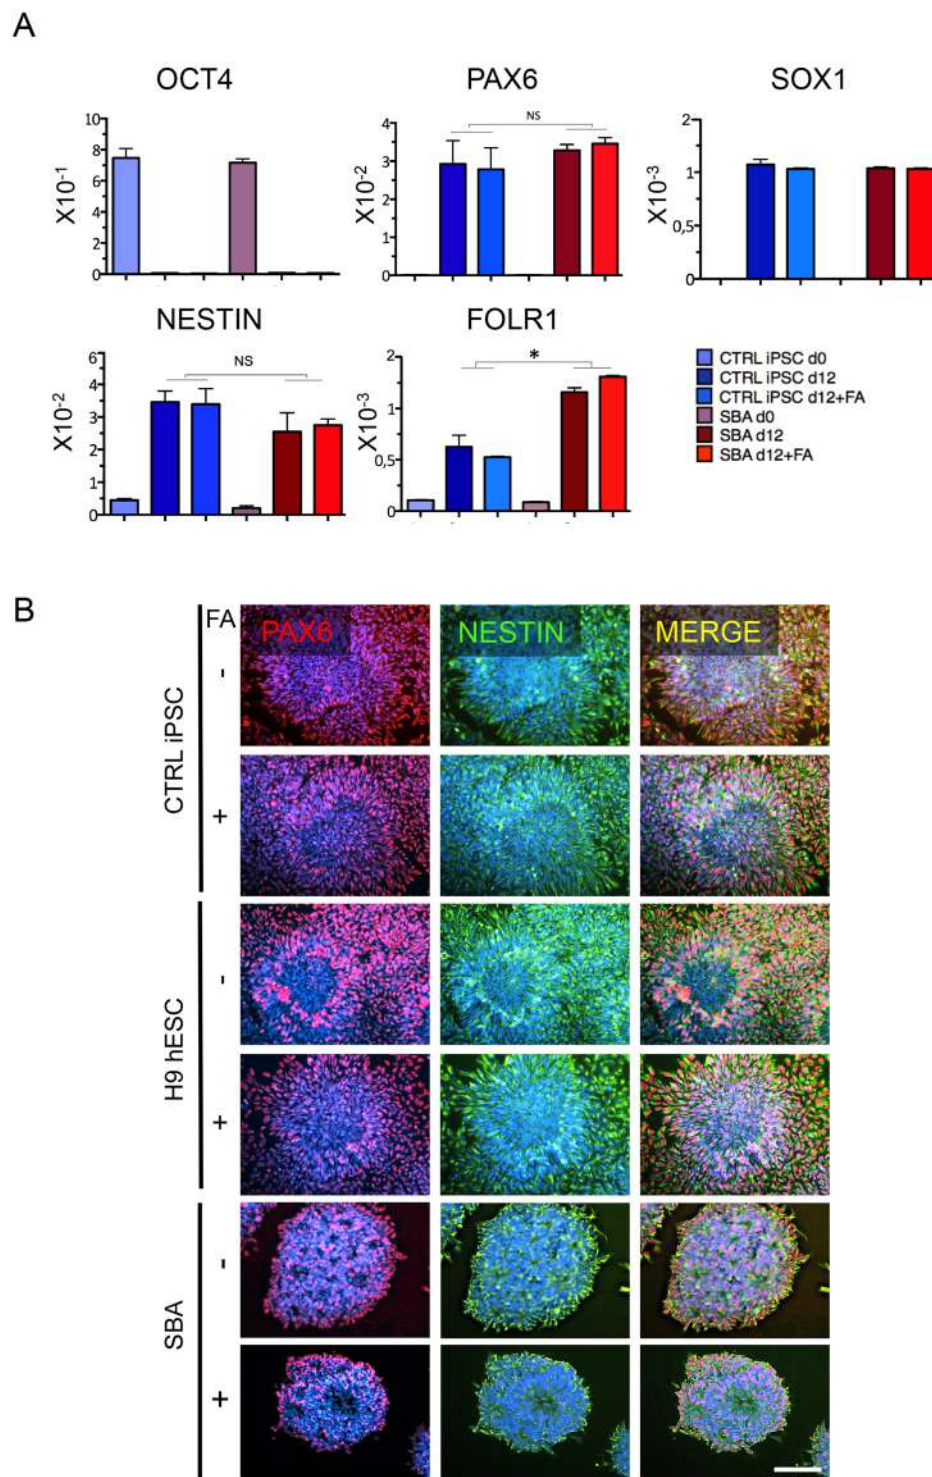 A
OCT4
PAX6
SOX1
X10-1
10
8
6
4
2
0
X10-2
4
3
2
1
0
NS
X10-3
2
1
0,5
0
NESTIN
FOLR1
X10-2
6
5
4
3
2
1
0
NS
X10-3
2
1
0,5
0
*
CTRL iPSC d0
CTRL iPSC d12
CTRL iPSC d12+FA
SBA d0
SBA d12
SBA d12+FA
B
FA
PAX6
NESTIN
MERGE
CTRL iPSC
-
+
H9 hESC
-
+
SBA
-
+